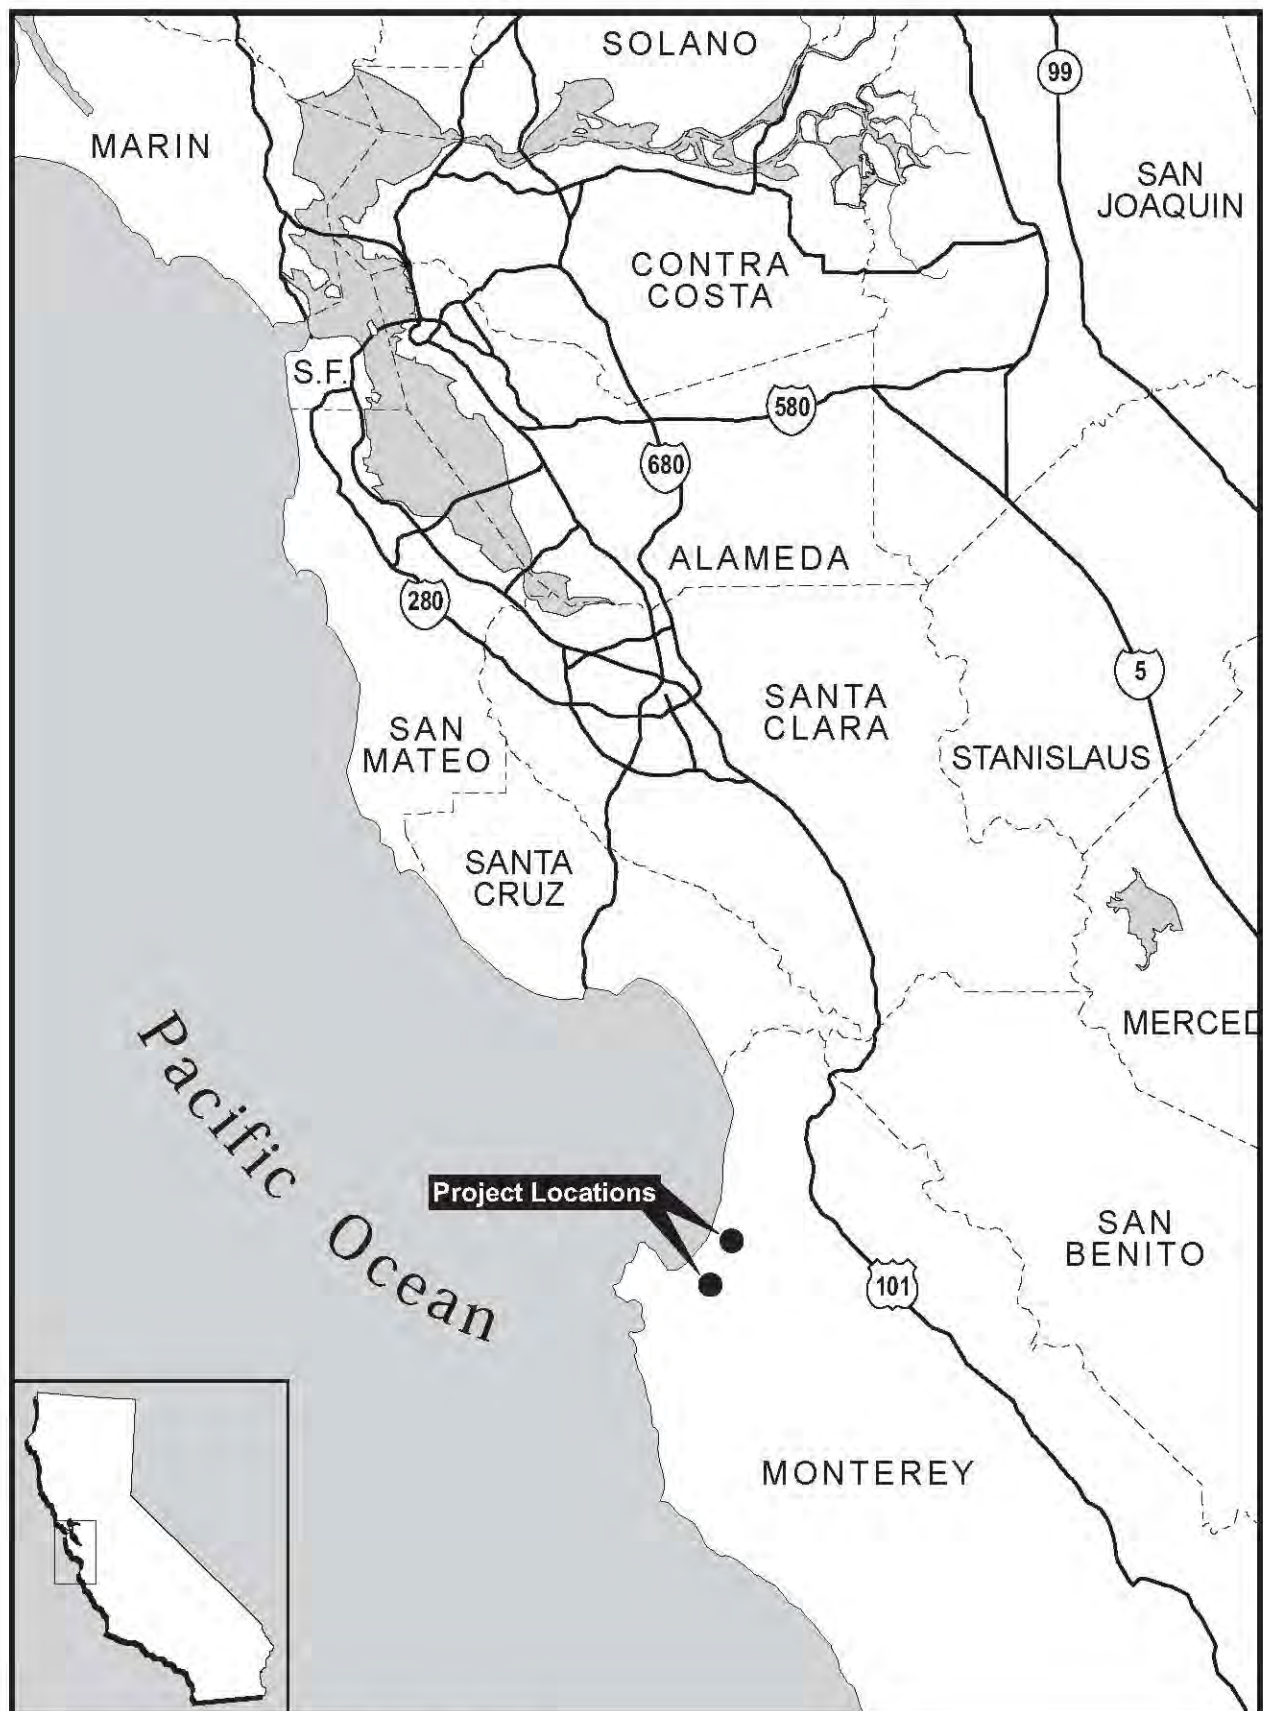 SOLANO
99
MARIN
SAN
JOAQUIN
CONTRA
COSTA
S.F.
580
680
ALAMEDA
280
5
SANTA
CLARA
SAN
MATEO
STANISLAUS
SANTA
CRUZ
MERCED
Pacific Ocean
Project Locations
SAN
BENITO
101
MONTEREY